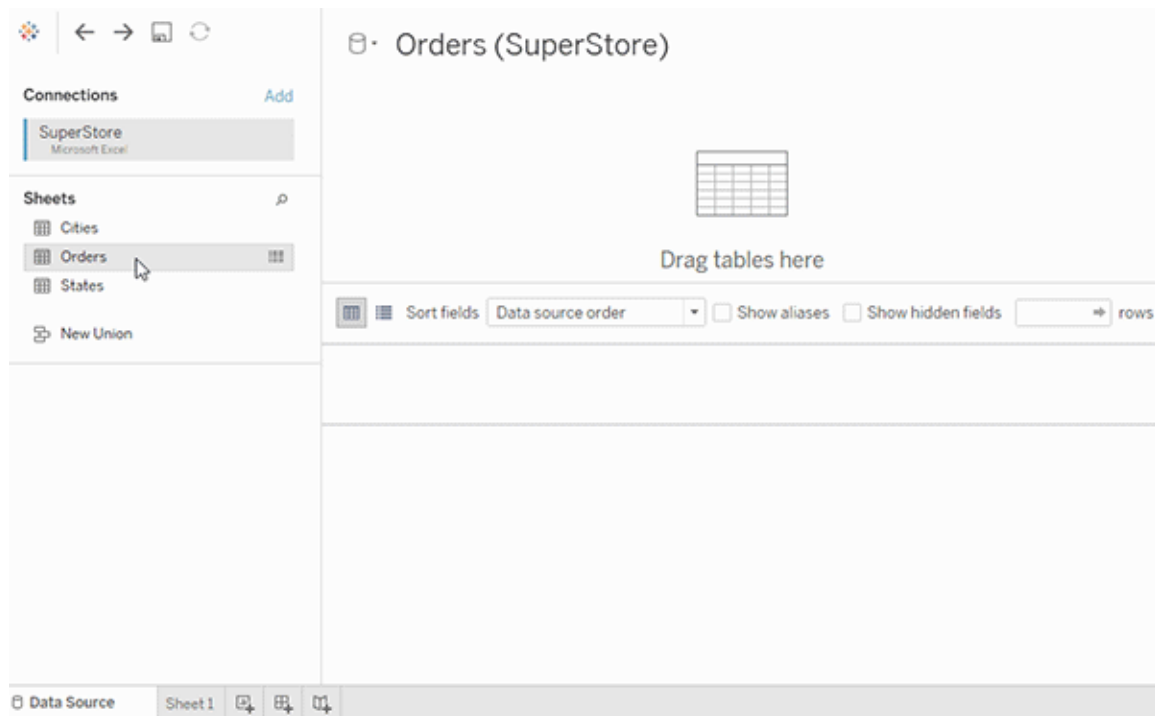 Orders (SuperStore)
Connections
Add
SuperStore
Microsoft Excel
Sheets
Cities
Orders
States
New Union
Drag tables here
Sort fields Data source order Show aliases Show hidden fields rows
Data Source Sheet 1